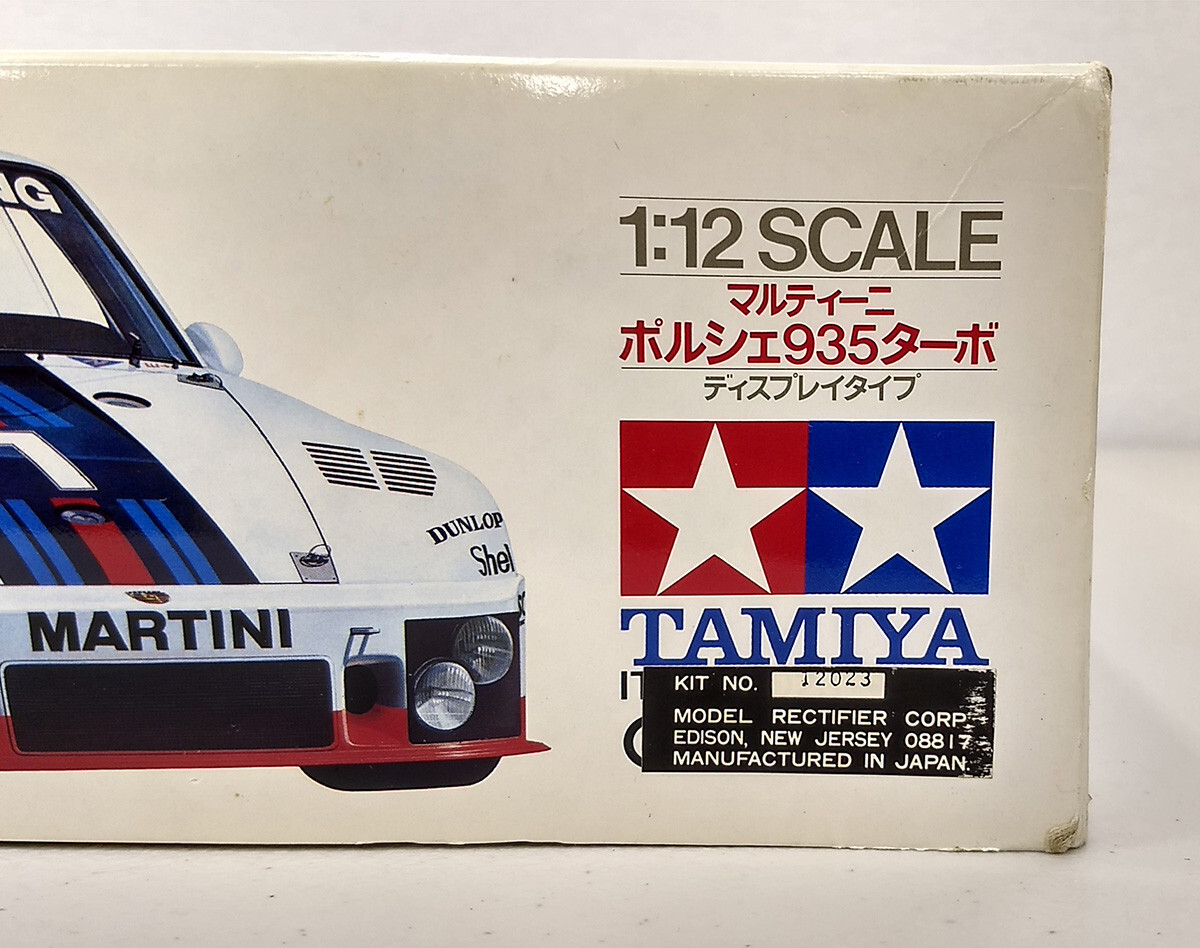 1:12 SCALE
マルティーニ
ポルシェ935ターボ
ディスプレイタイプ
DUNLOP
Shel
MARTINI
TAMIYA
KIT NO. 12023
MODEL RECTIFIER CORP.
EDISON, NEW JERSEY 08817
MANUFACTURED IN JAPAN.